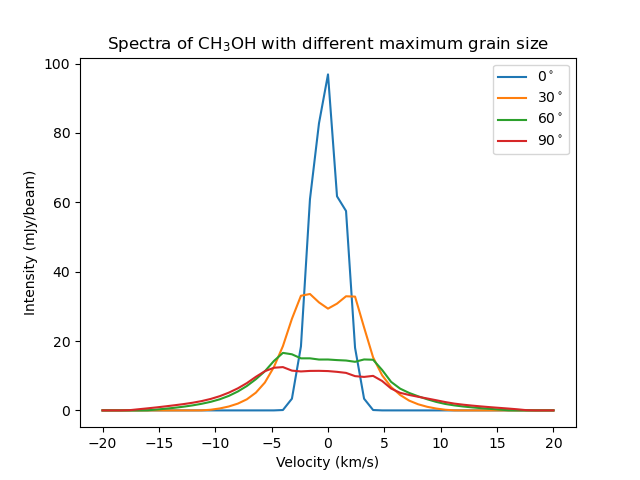 Spectra of CH₃OH with different maximum grain size
100
80
60
40
20
0
Intensity (mJy/beam)
0°
30°
60°
90°
−20 −15 −10 −5 0 5 10 15 20
Velocity (km/s)